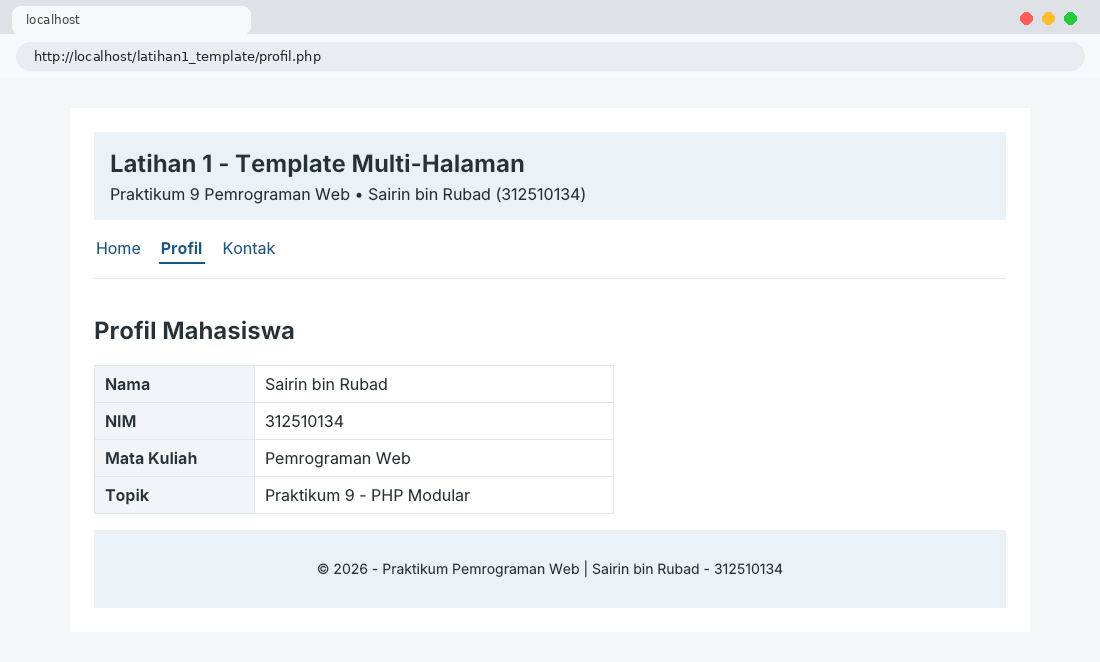 localhost
http://localhost/latihan1_template/profil.php
Latihan 1 - Template Multi-Halaman
Praktikum 9 Pemrograman Web • Sairin bin Rubad (312510134)
Home Profil Kontak
Profil Mahasiswa
Nama Sairin bin Rubad
NIM 312510134
Mata Kuliah Pemrograman Web
Topik Praktikum 9 - PHP Modular
© 2026 - Praktikum Pemrograman Web | Sairin bin Rubad - 312510134